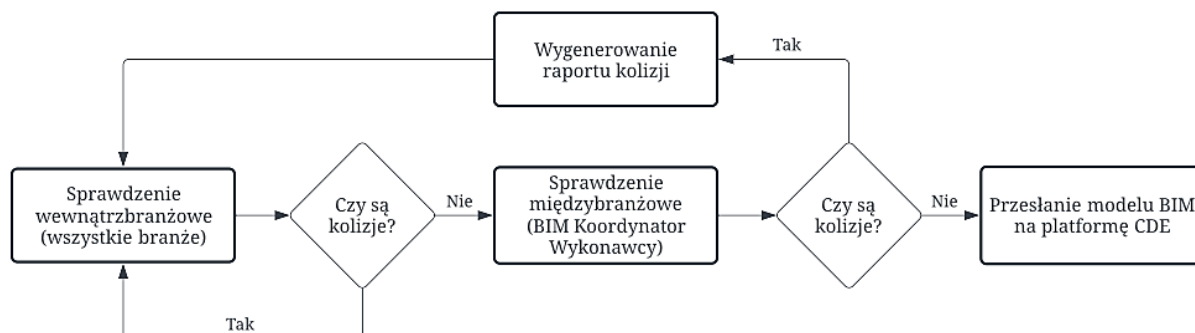 Wygenerowanie
raportu kolizji
Tak
Sprawdzenie
wewnątrzbranżowe
(wszystkie branże)
Czy są
kolizje?
Nie
Sprawdzenie
międzybranżowe
(BIM Koordynator
Wykonawcy)
Czy są
kolizje?
Nie
Przesłanie modelu BIM
na platformę CDE
Tak